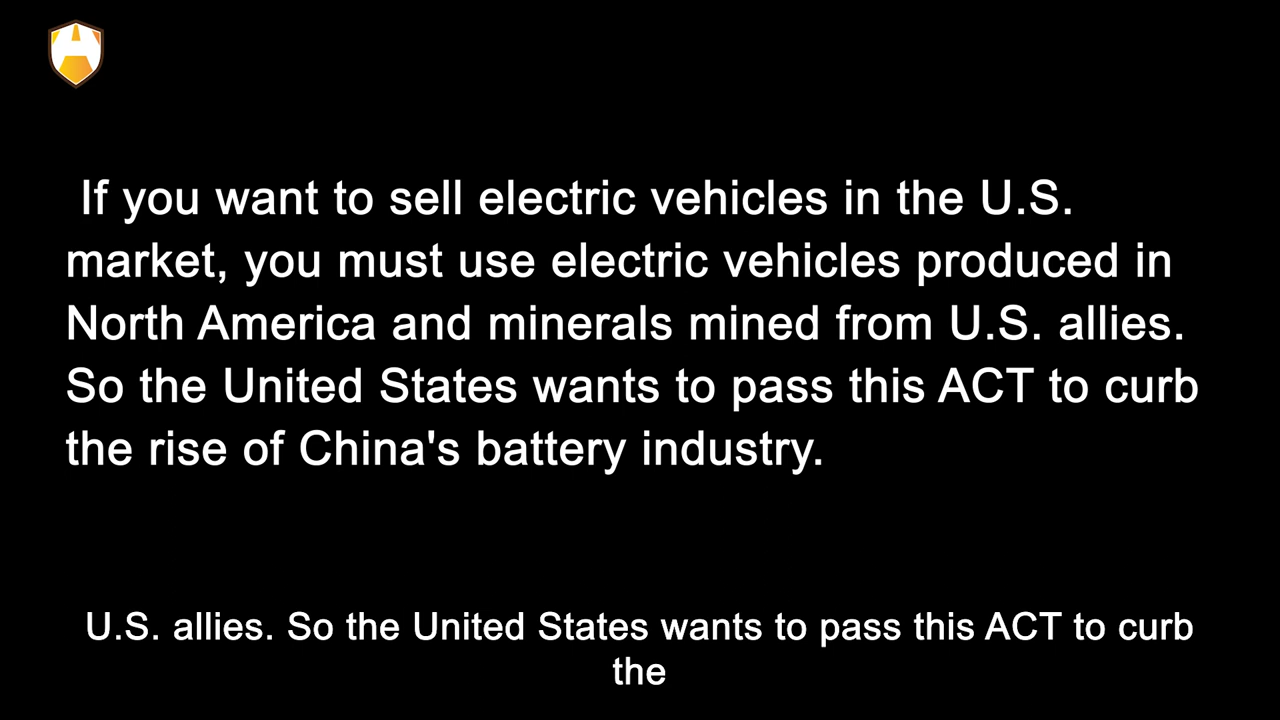 If you want to sell electric vehicles in the U.S.
market, you must use electric vehicles produced in
North America and minerals mined from U.S. allies.
So the United States wants to pass this ACT to curb
the rise of China's battery industry.
U.S. allies. So the United States wants to pass this ACT to curb
the